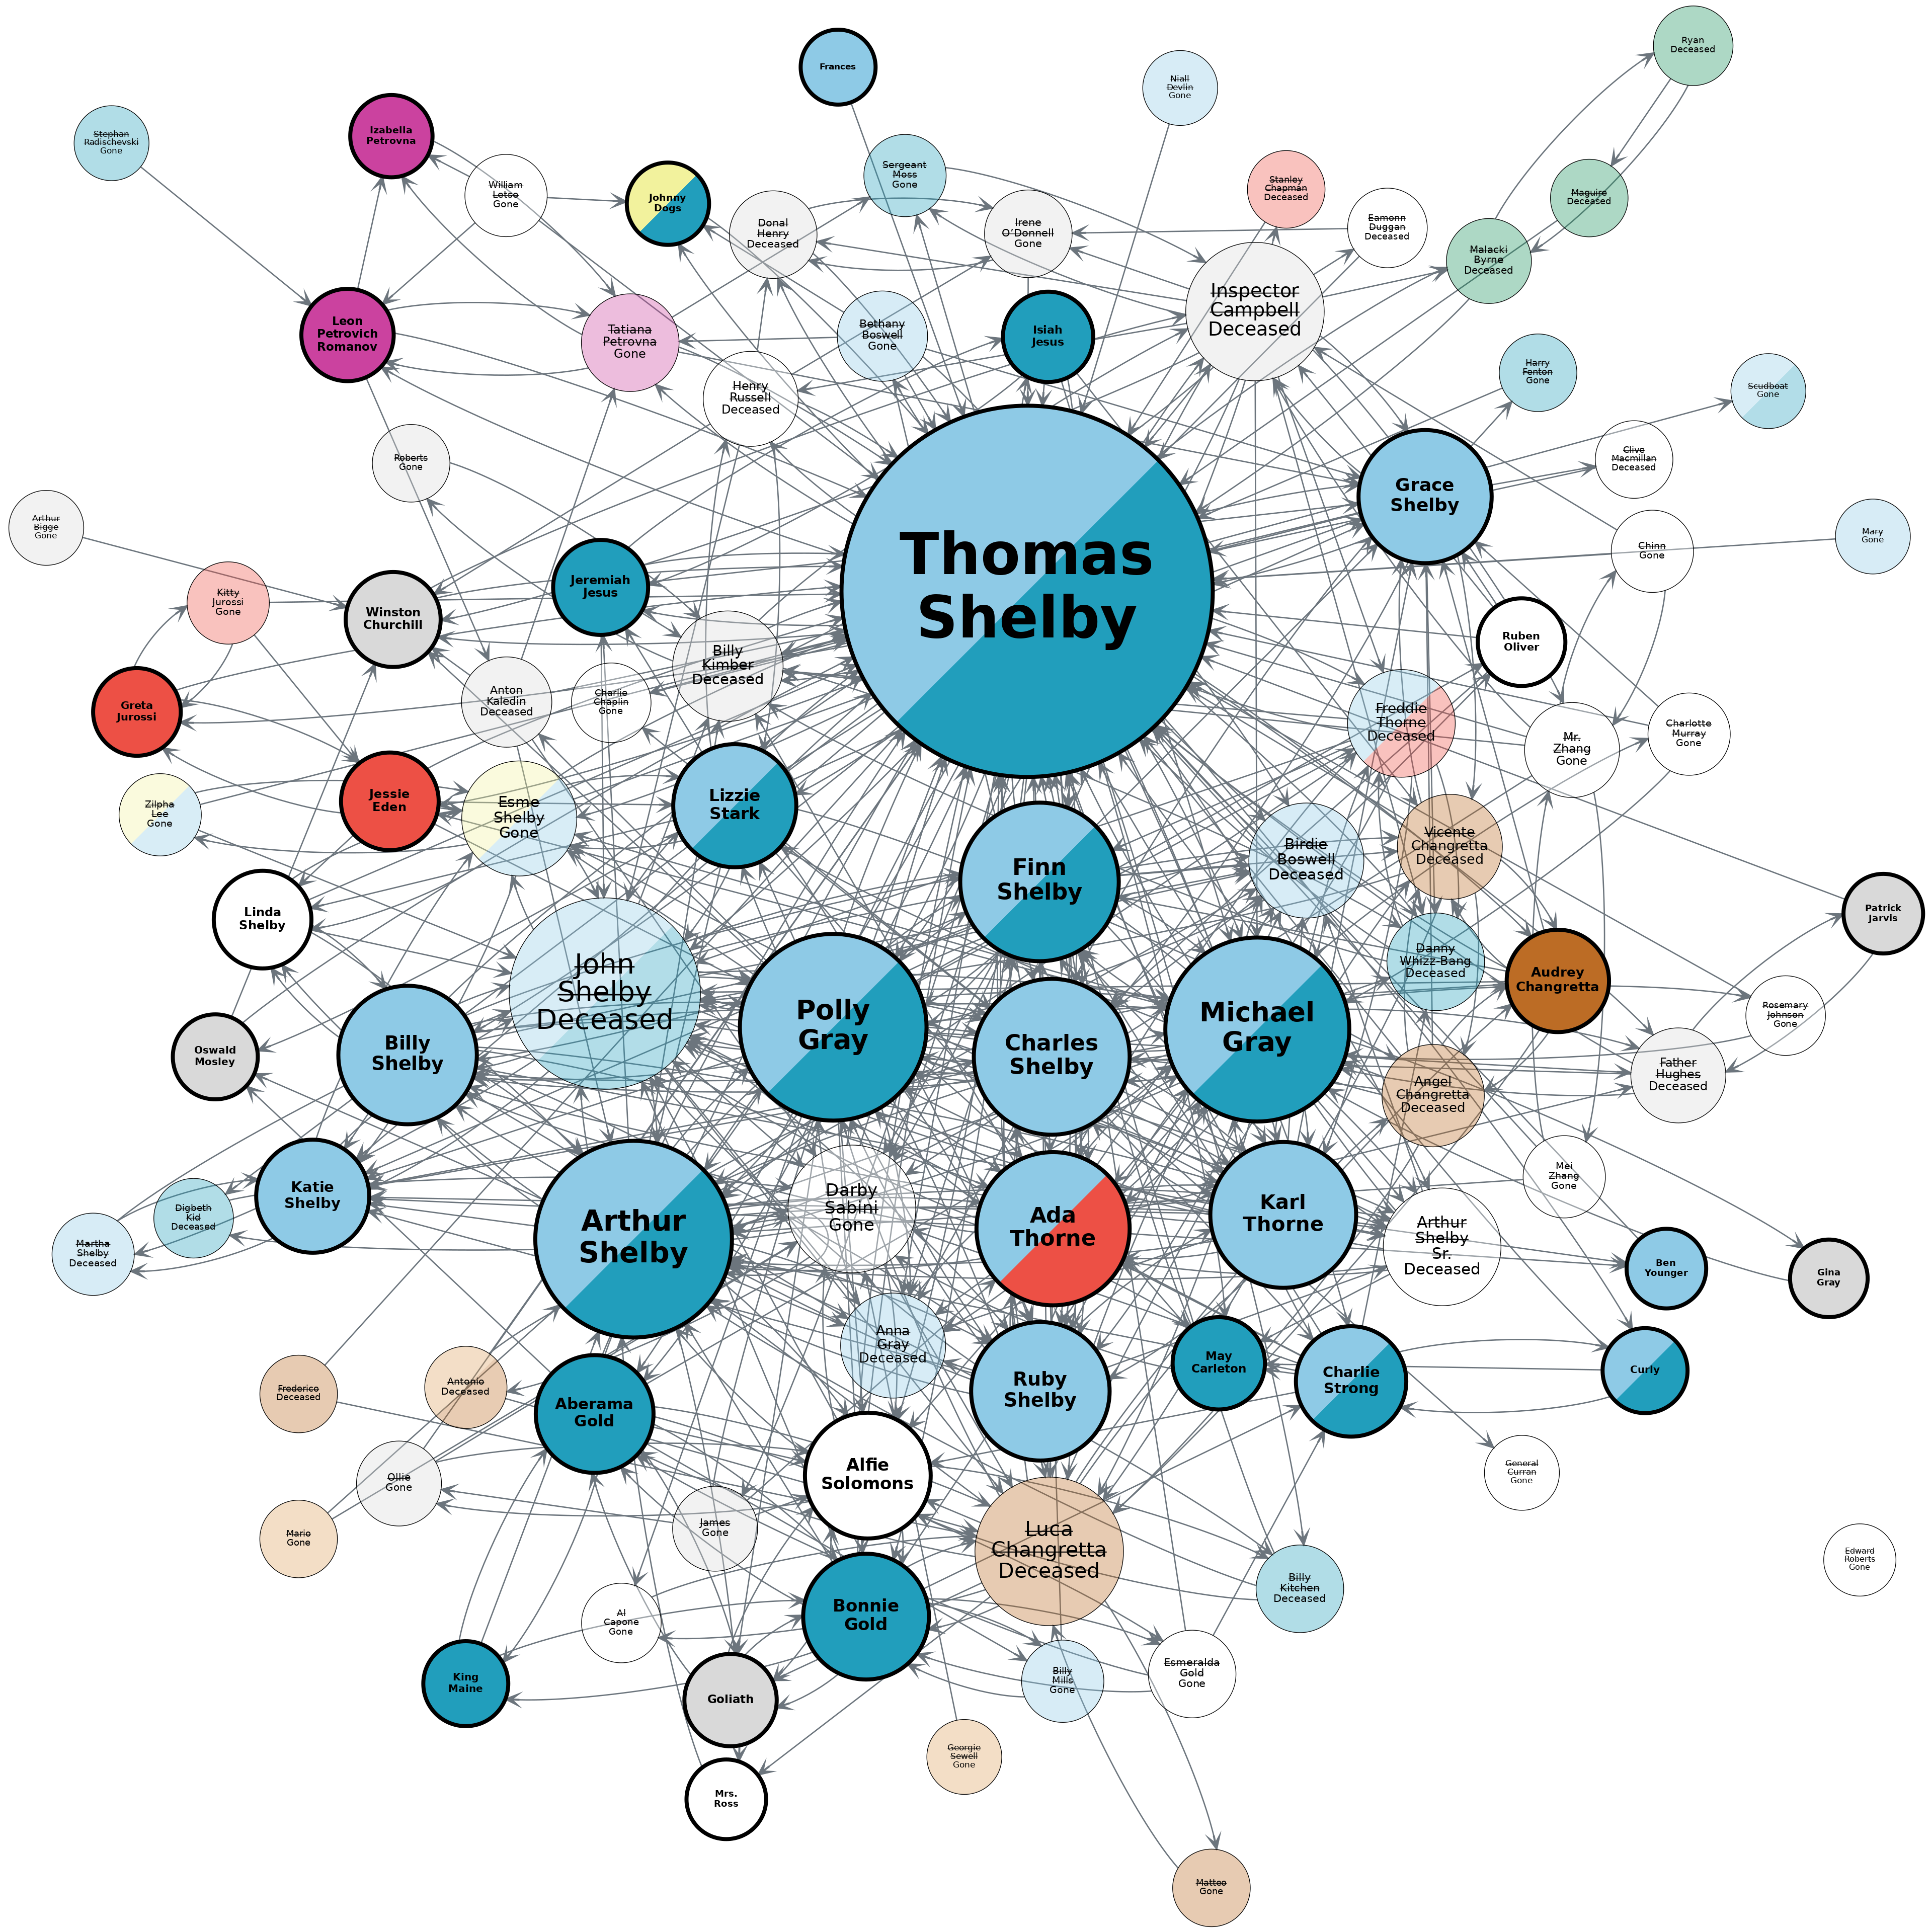 Ryan
Deceased
Frances
Niall
Devlin
Gone
Izabella
Petrovna
Stephan
Radischevski
Gone
William
Letso
Gone
Johnny
Dogs
Sergeant
Moss
Gone
Stanley
Chapman
Deceased
Maguire
Deceased
Donal
Henry
Deceased
Irene
O'Donnell
Gone
Eamonn
Duggan
Deceased
Malacki
Byrne
Deceased
Inspector
Campbell
Deceased
Leon
Petrovich
Romanov
Tatiana
Petrovna
Gone
Bethany
Boswell
Gone
Isiah
Jesus
Henry
Russell
Deceased
Harry
Fenton
Gone
Scudboat
Gone
Roberts
Gone
Clive
Macmillan
Deceased
Grace
Shelby
Arthur
Bigge
Gone
Mary
Gone
Chinn
Gone
Thomas
Shelby
Jeremiah
Jesus
Kitty
Jurossi
Gone
Winston
Churchill
Ruben
Oliver
Billy
Kimber
Deceased
Anton
Kaledin
Deceased
Charlie
Chaplin
Gone
Greta
Jurossi
Freddie
Thorne
Deceased
Charlotte
Murray
Gone
Mr.
Zhang
Gone
Jessie
Eden
Lizzie
Stark
Zilpha
Lee
Gone
Esme
Shelby
Gone
Birdie
Boswell
Deceased
Vicente
Changretta
Deceased
Finn
Shelby
Linda
Shelby
Patrick
Jarvis
Danny
Whizz-Bang
Deceased
Audrey
Changretta
John
Shelby
Deceased
Polly
Gray
Michael
Gray
Rosemary
Johnson
Gone
Oswald
Mosley
Billy
Shelby
Charles
Shelby
Father
Hughes
Deceased
Angel
Changretta
Deceased
Mei
Zhang
Gone
Katie
Shelby
Digbeth
Kid
Deceased
Darby
Sabini
Gone
Karl
Thorne
Ada
Thorne
Arthur
Shelby
Arthur
Shelby
Sr.
Deceased
Martha
Shelby
Deceased
Ben
Younger
Gina
Gray
Anna
Gray
Deceased
May
Carleton
Curly
Charlie
Strong
Ruby
Shelby
Frederico
Deceased
Antonio
Deceased
Aberama
Gold
Alfie
Solomons
General
Curran
Gone
Ollie
Gone
James
Gone
Mario
Gone
Luca
Changretta
Deceased
Edward
Roberts
Gone
Billy
Kitchen
Deceased
Al
Capone
Gone
Bonnie
Gold
King
Maine
Billy
Mills
Gone
Esmeralda
Gold
Gone
Goliath
Georgie
Sewell
Gone
Mrs.
Ross
Matteo
Gone